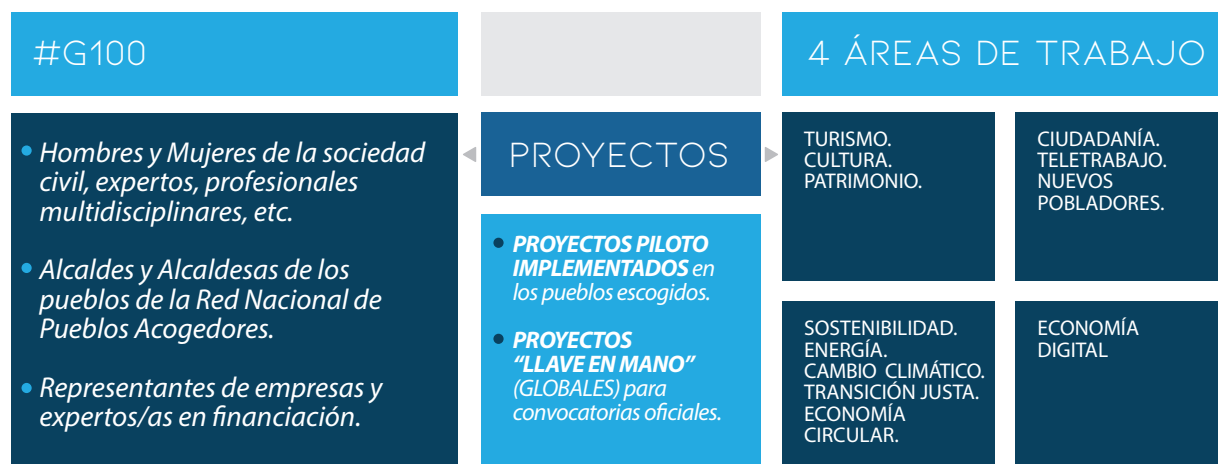 #G100
• Hombres y Mujeres de la sociedad
civil, expertos, profesionales
multidisciplinares, etc.
• Alcaldes y Alcaldesas de los
pueblos de la Red Nacional de
Pueblos Acogedores.
• Representantes de empresas y
expertos/as en financiación.
PROYECTOS
• PROYECTOS PILOTO
IMPLEMENTADOS en
los pueblos escogidos.
• PROYECTOS
“LLAVE EN MANO”
(GLOBALES) para
convocatorias oficiales.
4 ÁREAS DE TRABAJO
TURISMO.
CULTURA.
PATRIMONIO.
CIUDADANÍA.
TELETRABAJO.
NUEVOS
POBLADORES.
SOSTENIBILIDAD.
ENERGÍA.
CAMBIO CLIMÁTICO.
TRANSICIÓN JUSTA.
ECONOMÍA
CIRCULAR.
ECONOMÍA
DIGITAL